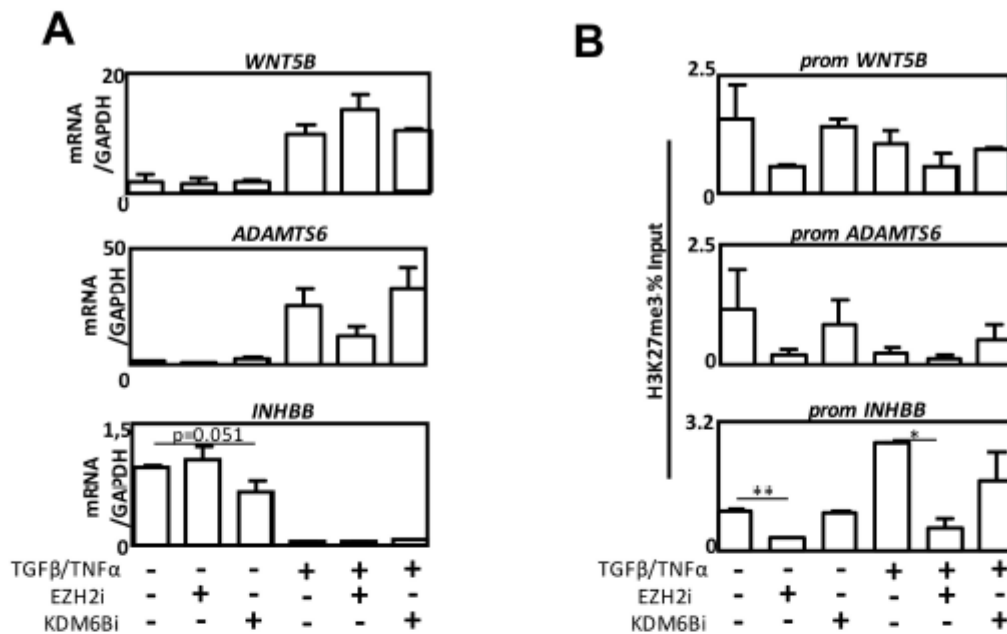 A
WNT5B
20
mRNA
/GAPDH
0
ADAMTS6
50
mRNA
/GAPDH
0
INHBB
1,5
p=0.051
mRNA
/GAPDH
0
TGFβ/TNFα - - - + + +
EZH2i - + - - + -
KDM6Bi - - + - - +
B
prom WNT5B
2.5
0
prom ADAMTS6
2.5
0
H3K27me3 % Input
prom INHBB
3.2
**
*
0
TGFβ/TNFα - - - + + +
EZH2i - + - - + -
KDM6Bi - - + - - +